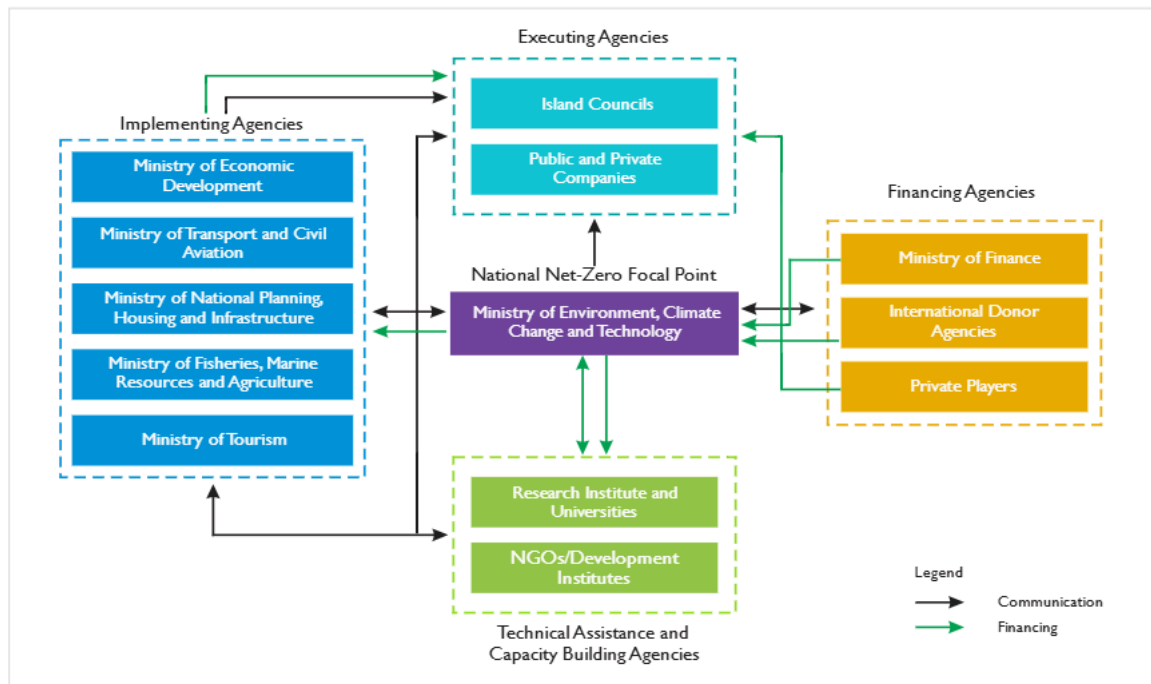 Executing Agencies
Island Councils
Public and Private
Companies
Implementing Agencies
Ministry of Economic
Development
Ministry of Transport and Civil
Aviation
Ministry of National Planning,
Housing and Infrastructure
Ministry of Fisheries, Marine
Resources and Agriculture
Ministry of Tourism
National Net-Zero Focal Point
Ministry of Environment, Climate
Change and Technology
Financing Agencies
Ministry of Finance
International Donor
Agencies
Private Players
Research Institute and
Universities
NGOs/Development
Institutes
Technical Assistance and
Capacity Building Agencies
Legend
Communication
Financing